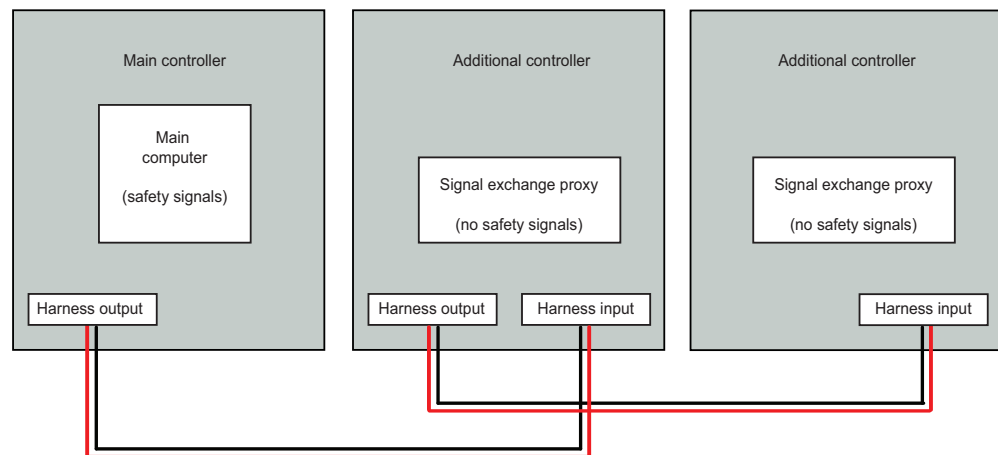 Main controller
Main
computer
(safety signals)
Harness output
Additional controller
Signal exchange proxy
(no safety signals)
Harness output
Harness input
Additional controller
Signal exchange proxy
(no safety signals)
Harness input